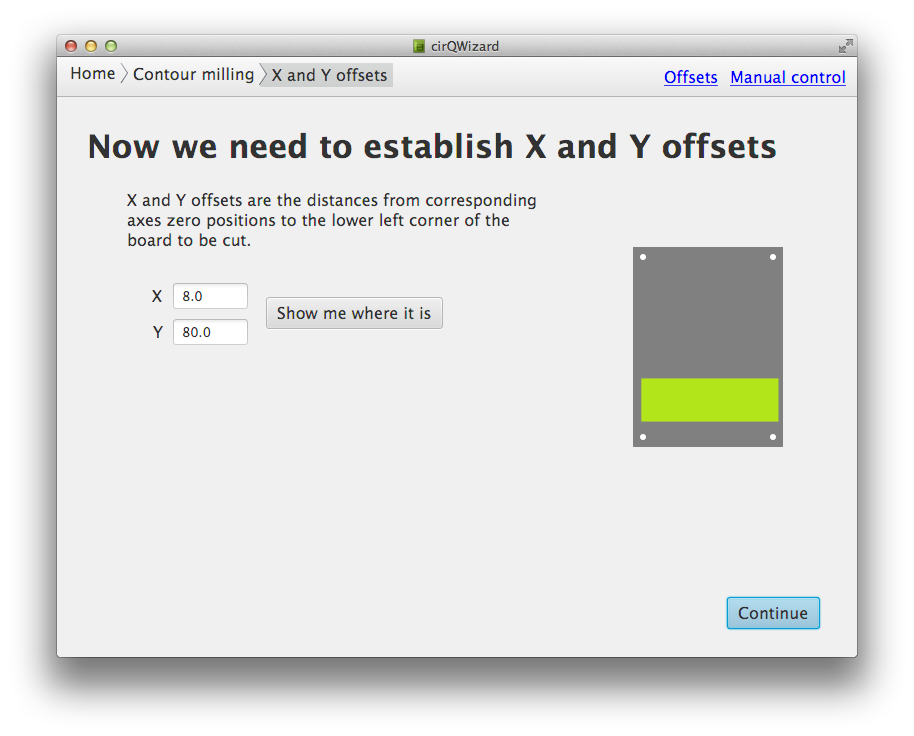 cirQWizard
Home Contour milling X and Y offsets Offsets Manual control
Now we need to establish X and Y offsets
X and Y offsets are the distances from corresponding
axes zero positions to the lower left corner of the
board to be cut.
X 8.0
Show me where it is
Y 80.0
Continue